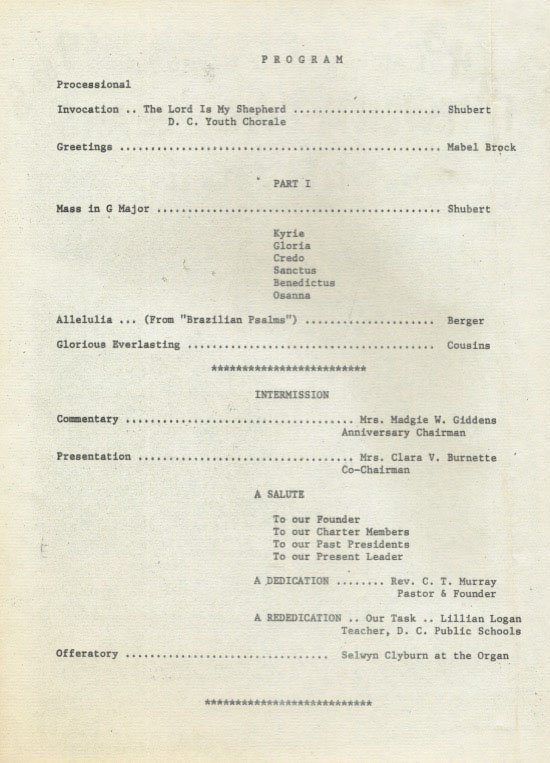 P R O G R A M
Processional
Invocation .. The Lord Is My Shepherd ........................ Shubert
D. C. Youth Chorale
Greetings .................................................... Mabel Brock
PART I
Mass in G Major .............................................. Shubert
Kyrie
Gloria
Credo
Sanctus
Benedictus
Osanna
Allelulia ... (From "Brazilian Psalms") ..................... Berger
Glorious Everlasting ........................................ Cousins
*************************
INTERMISSION
Commentary ..................................... Mrs. Madgie W. Giddens
Anniversary Chairman
Presentation ................................... Mrs. Clara V. Burnette
Co-Chairman
A SALUTE
To our Founder
To our Charter Members
To our Past Presidents
To our Present Leader
A DEDICATION ........ Rev. C. T. Murray
Pastor & Founder
A REDEDICATION .. Our Task .. Lillian Logan
Teacher, D. C. Public Schools
Offeratory ................................. Selwyn Clyburn at the Organ
***************************